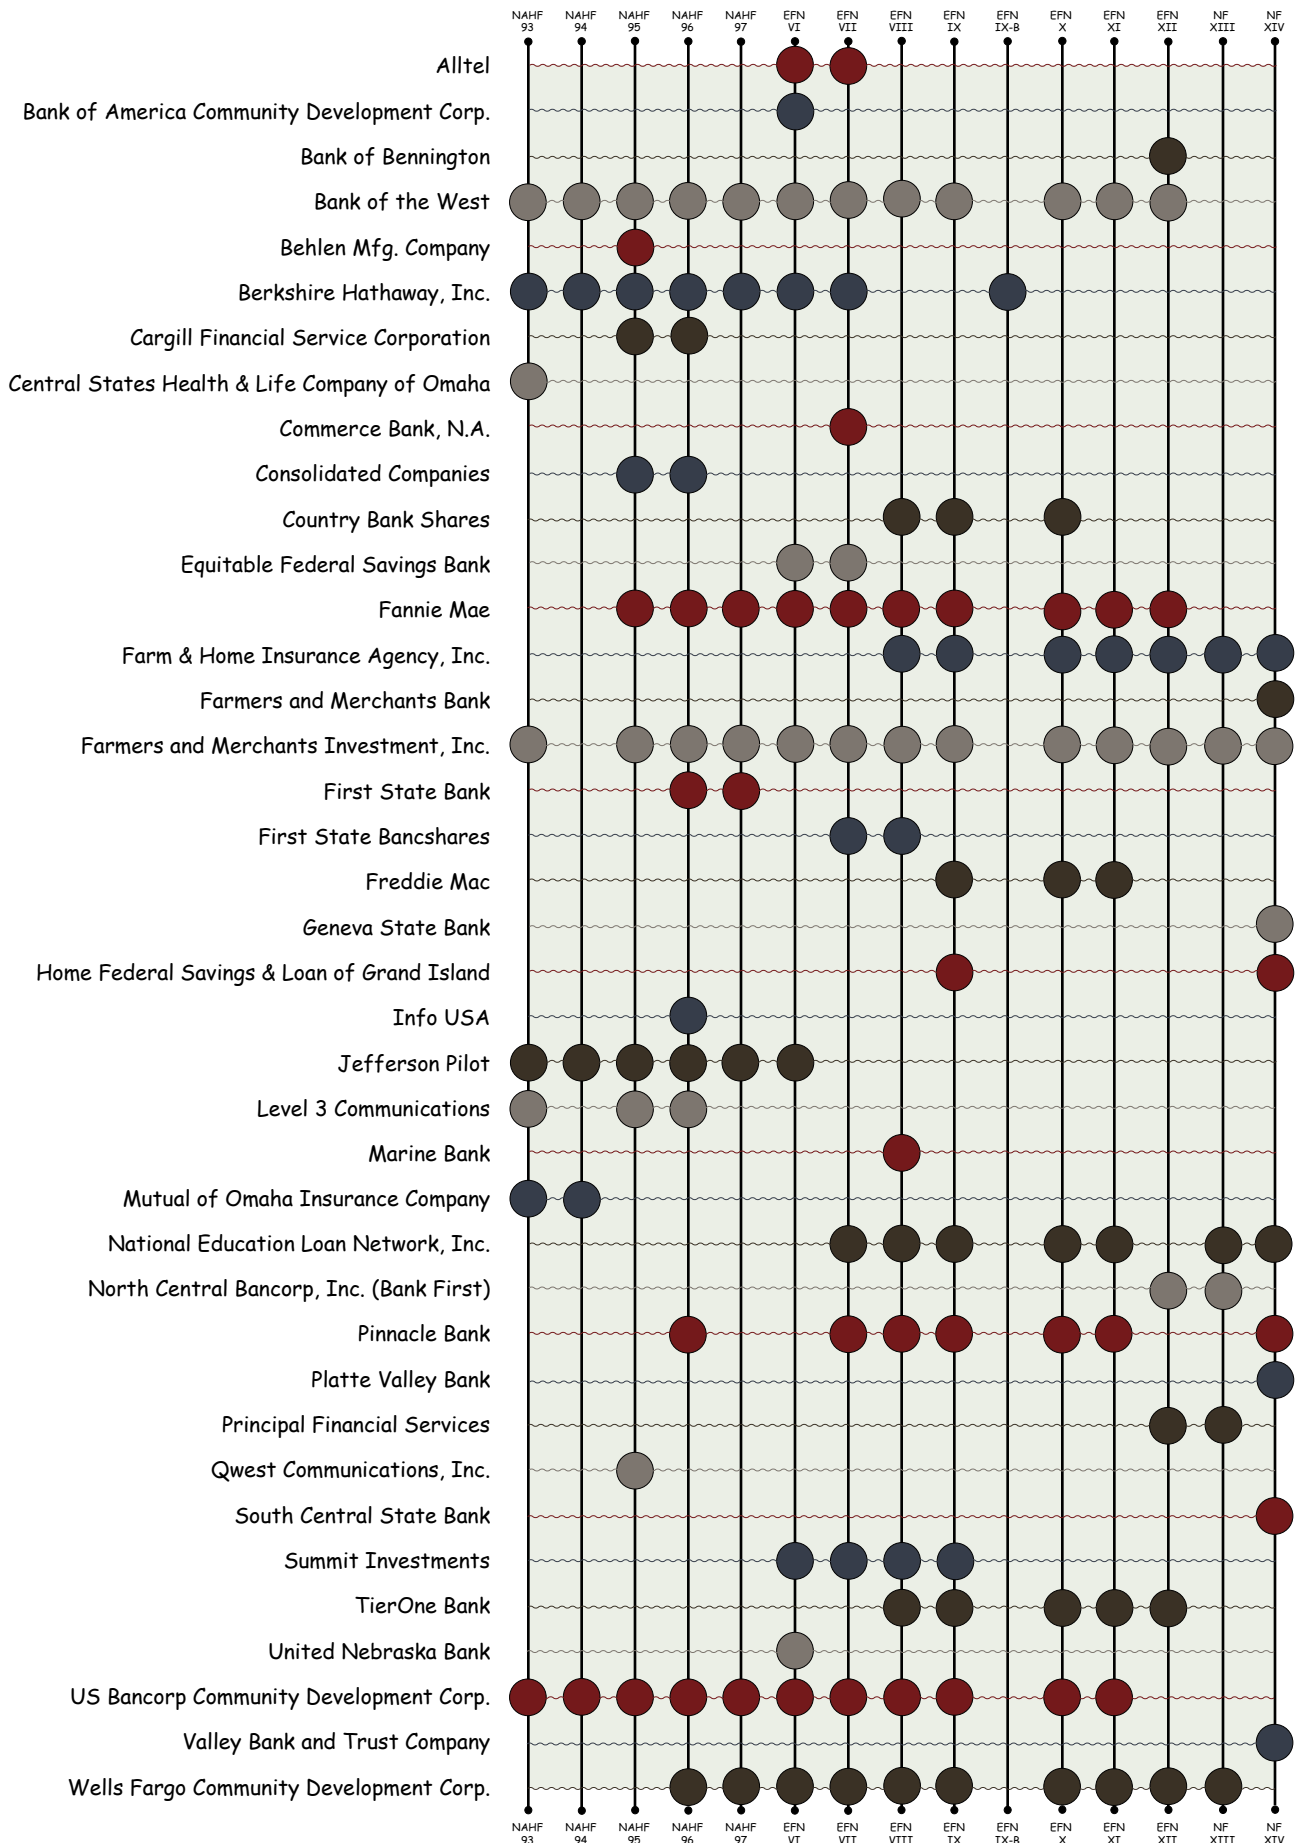 NAHF NAHF NAHF NAHF NAHF EFN EFN EFN EFN EFN EFN EFN EFN NF NF
93 94 95 96 97 VI VII VIII IX IX-B X XI XII XIII XIV
Alltel
Bank of America Community Development Corp.
Bank of Bennington
Bank of the West
Behlen Mfg. Company
Berkshire Hathaway, Inc.
Cargill Financial Service Corporation
Central States Health & Life Company of Omaha
Commerce Bank, N.A.
Consolidated Companies
Country Bank Shares
Equitable Federal Savings Bank
Fannie Mae
Farm & Home Insurance Agency, Inc.
Farmers and Merchants Bank
Farmers and Merchants Investment, Inc.
First State Bank
First State Bancshares
Freddie Mac
Geneva State Bank
Home Federal Savings & Loan of Grand Island
Info USA
Jefferson Pilot
Level 3 Communications
Marine Bank
Mutual of Omaha Insurance Company
National Education Loan Network, Inc.
North Central Bancorp, Inc. (Bank First)
Pinnacle Bank
Platte Valley Bank
Principal Financial Services
Qwest Communications, Inc.
South Central State Bank
Summit Investments
TierOne Bank
United Nebraska Bank
US Bancorp Community Development Corp.
Valley Bank and Trust Company
Wells Fargo Community Development Corp.
NAHF NAHF NAHF NAHF NAHF EFN EFN EFN EFN EFN EFN EFN EFN NF NF
93 94 95 96 97 VI VII VIII IX IX-B X XI XII XIII XIV